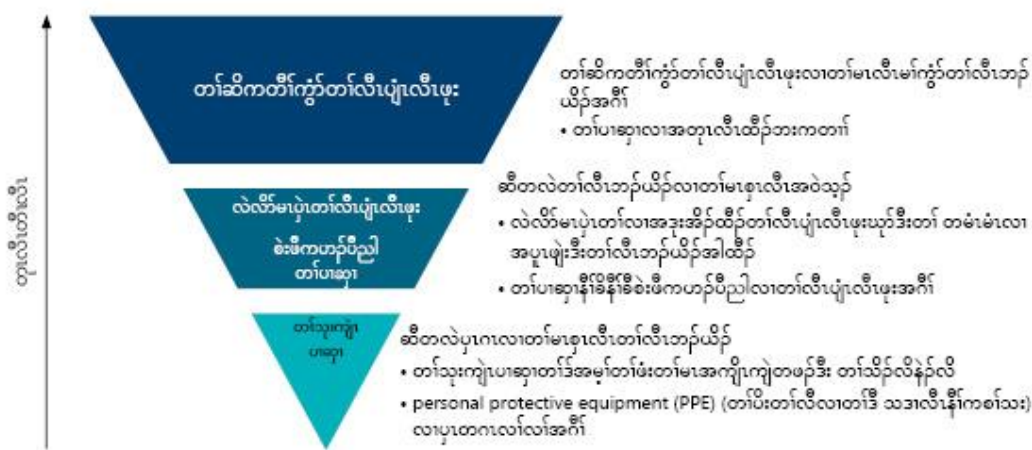 တုၤလီတီၤလီၤ
တၢ်ဆိကတီၢ်ကွံာ်တၢ်လီၤပျံၤလီၤဖုး
တၢ်ဆိကတီၢ်ကွံာ်တၢ်လီၤပျံၤလီၤဖုးလၢတၢ်မၤလီၤမၢ်ကွံာ်တၢ်လီၤဘၣ်
ယိၣ်အဂီၢ်
• တၢ်ပၢဆှၢလၢအတုၤလီၤထီၣ်ဘးကတၢၢ်
လဲလိာ်မၤပှဲၤတၢ်လီၤပျံၤလီၤဖုး
စဲးဖီကဟၣ်ပီညါ
တၢ်ပၢဆှၢ
ဆီတလဲတၢ်လီၤဘၣ်ယိၣ်လၢတၢ်မၤစှၤလီၤအဝဲသ့ၣ်
• လဲလိာ်မၤပှဲၤတၢ်လၢအဒုးအိၣ်ထီၣ်တၢ်လီၤပျံၤလီၤဖုးဃုာ်ဒီးတၢ် တမံၤမံၤလၢ
အပူၤဖျဲးဒီးတၢ်လီၤဘၣ်ယိၣ်အါထီၣ်
• တၢ်ပၢဆှၢနီၢ်ခိနီၢ်ခီစဲးဖီကဟၣ်ပီညါလၢတၢ်လီၤပျံၤလီၤဖုးအဂီၢ်
တၢ်သုးကျဲၤ
ပၢဆှၢ
ဆီတလဲပှၤဂၤလၢတၢ်မၤစှၤလီၤတၢ်လီၤဘၣ်ယိၣ်
• တၢ်သုးကျဲၤပၢဆှၢတၢ်ဒ်အမ့ၢ်တၢ်ဖံးတၢ်မၤအကျိၤကျဲတဖၣ်ဒီး တၢ်သိၣ်လိနဲၣ်လိ
• personal protective equipment (PPE) (တၢ်ပိးတၢ်လီလၢတၢ်ဒီ သဒၢလီၤနီၢ်ကစၢ်သး)
လၢပှၤတဂၤလၢ်လၢ်အဂီၢ်